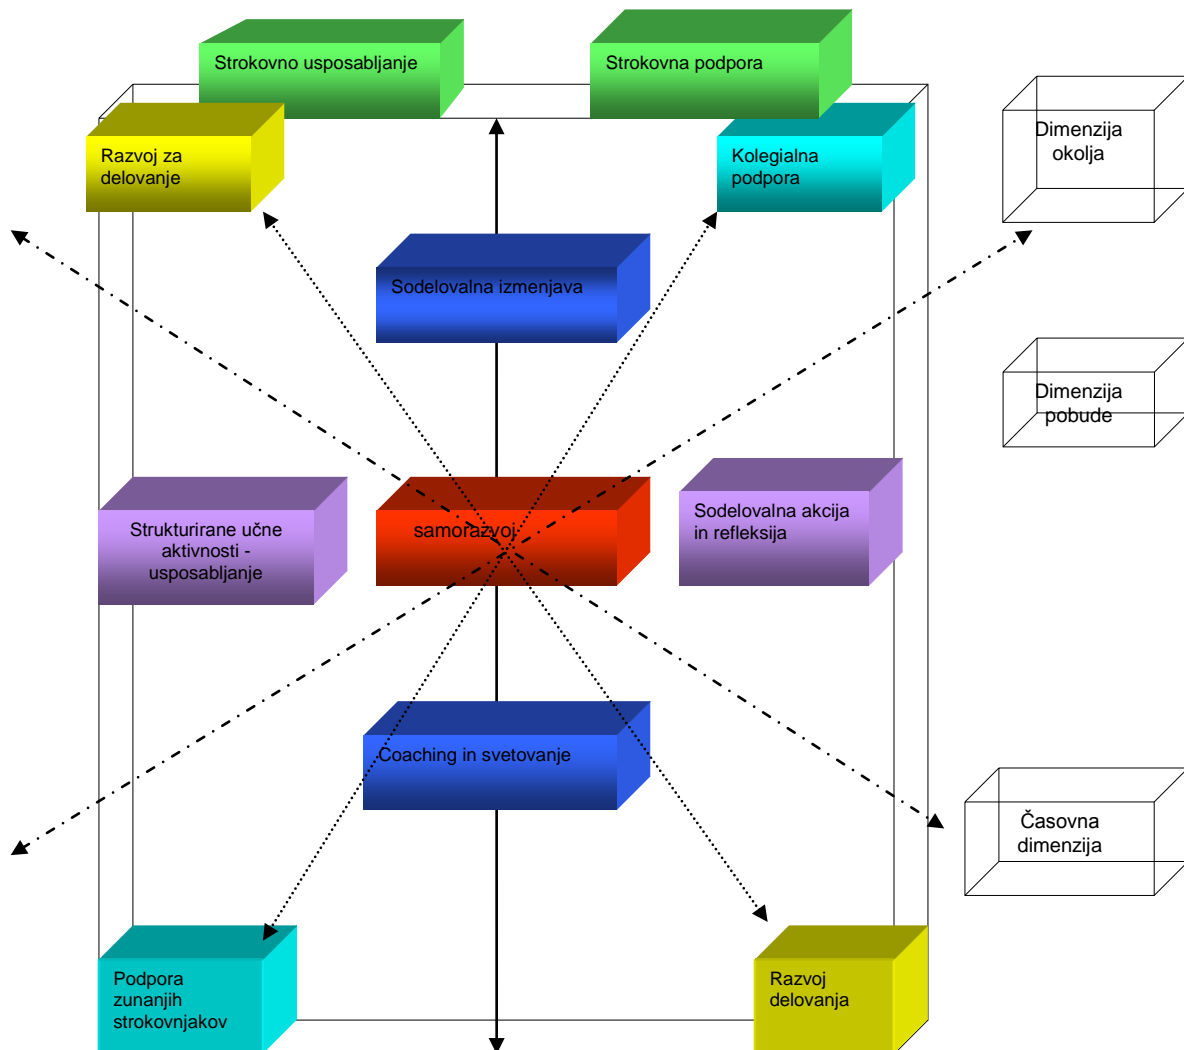 Strokovno usposabljanje
Strokovna podpora
Razvoj za
delovanje
Kolegialna
podpora
Dimenzija
okolja
Sodelovalna izmenjava
Dimenzija
pobude
Strukturirane učne
aktivnosti -
usposabljanje
samorazvoj
Sodelovalna akcija
in refleksija
Coaching in svetovanje
Časovna
dimenzija
Podpora
zunanjih
strokovnjakov
Razvoj
delovanja